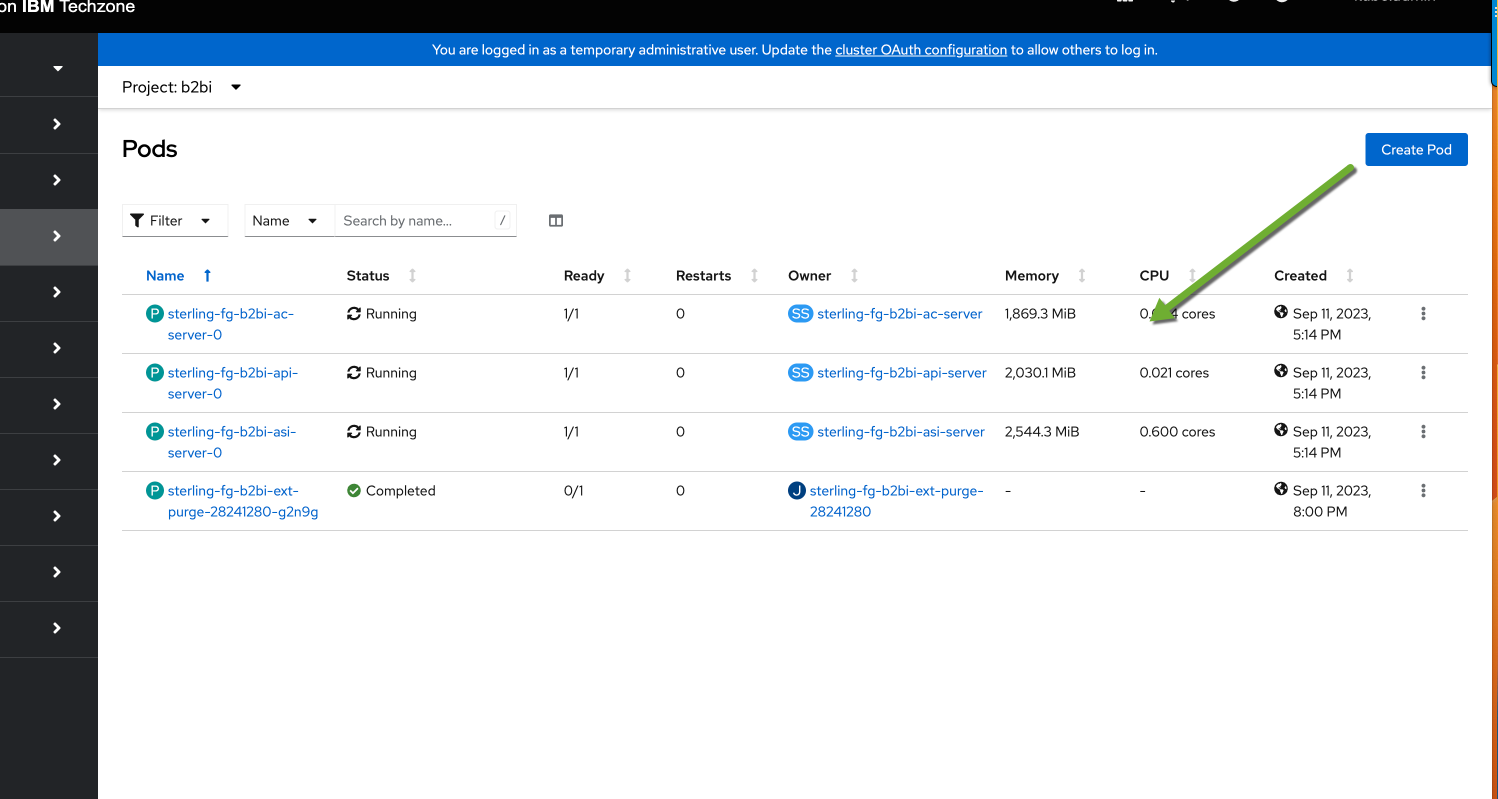 on IBM Techzone
You are logged in as a temporary administrative user. Update the cluster OAuth configuration to allow others to log in.
Project: b2bi
Pods
Create Pod
Filter Name Search by name... /
Name Status Ready Restarts Owner Memory CPU Created
P sterling-fg-b2bi-ac- Running 1/1 0 SS sterling-fg-b2bi-ac-server 1,869.3 MiB cores Sep 11, 2023,
server-0 5:14 PM
P sterling-fg-b2bi-api- Running 1/1 0 SS sterling-fg-b2bi-api-server 2,030.1 MiB 0.021 cores Sep 11, 2023,
server-0 5:14 PM
P sterling-fg-b2bi-asi- Running 1/1 0 SS sterling-fg-b2bi-asi-server 2,544.3 MiB 0.600 cores Sep 11, 2023,
server-0 5:14 PM
P sterling-fg-b2bi-ext- Completed 0/1 0 J sterling-fg-b2bi-ext-purge- - - Sep 11, 2023,
purge-28241280-g2n9g 28241280 8:00 PM